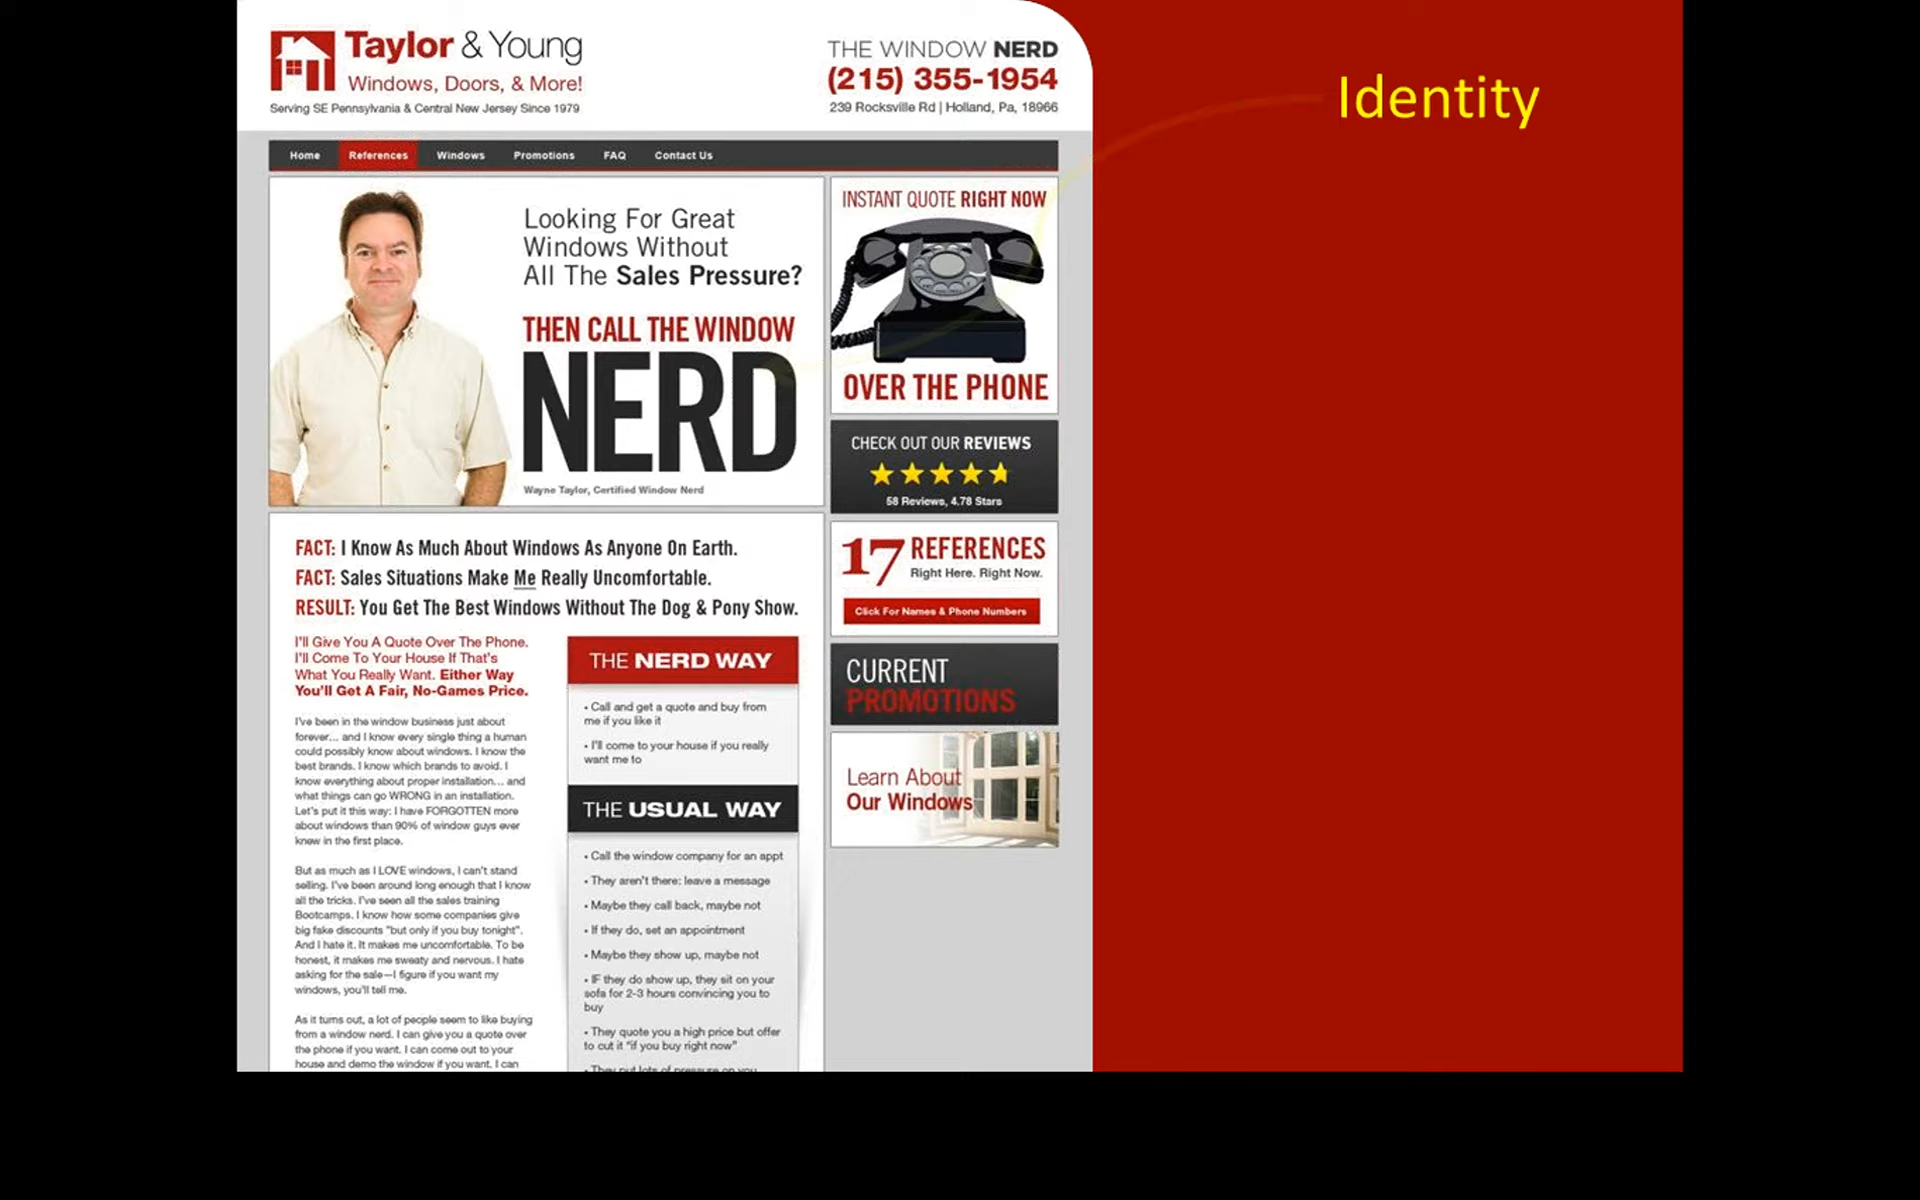 Taylor & Young
Windows, Doors, & More!
Serving SE Pennsylvania & Central New Jersey Since 1979
THE WINDOW NERD
(215) 355-1954
239 Rocksville Rd | Holland, Pa, 18966
Identity
Home References Windows Promotions FAQ Contact Us
Looking For Great
Windows Without
All The Sales Pressure?
THEN CALL THE WINDOW
NERD
Wayne Taylor, Certified Window Nerd
INSTANT QUOTE RIGHT NOW
OVER THE PHONE
CHECK OUT OUR REVIEWS
58 Reviews, 4.78 Stars
17 REFERENCES
Right Here. Right Now.
Click For Names & Phone Numbers
CURRENT
PROMOTIONS
Learn About
Our Windows
FACT: I Know As Much About Windows As Anyone On Earth.
FACT: Sales Situations Make Me Really Uncomfortable.
RESULT: You Get The Best Windows Without The Dog & Pony Show.
I'll Give You A Quote Over The Phone.
I'll Come To Your House If That's
What You Really Want. Either Way
You'll Get A Fair, No-Games Price.
I've been in the window business just about
forever... and I know every single thing a human
could possibly know about windows. I know the
best brands. I know which brands to avoid. I
know everything about proper installation... and
what things can go WRONG in an installation.
Let's put it this way: I have FORGOTTEN more
about windows than 90% of window guys ever
knew in the first place.
But as much as I LOVE windows, I can't stand
selling. I've been around long enough that I know
all the tricks. I've seen all the sales training
Bootcamps. I know how some companies give
big fake discounts "but only if you buy tonight".
And I hate it. It makes me uncomfortable. To be
honest, it makes me sweaty and nervous. I hate
asking for the sale—I figure if you want my
windows, you'll tell me.
As it turns out, a lot of people seem to like buying
from a window nerd. I can give you a quote over
the phone if you want. I can come out to your
house and demo the window if you want. I can
THE NERD WAY
• Call and get a quote and buy from
me if you like it
• I'll come to your house if you really
want me to
THE USUAL WAY
• Call the window company for an appt
• They aren't there: leave a message
• Maybe they call back, maybe not
• If they do, set an appointment
• Maybe they show up, maybe not
• IF they do show up, they sit on your
sofa for 2-3 hours convincing you to
buy
• They quote you a high price but offer
to cut it "if you buy right now"
• They put lots of pressure on you